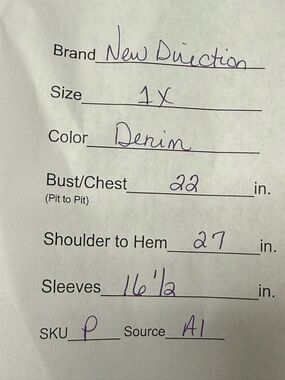 Brand New Direction
Size 1X
Color Denim
Bust/Chest 22 in.
(Pit to Pit)
Shoulder to Hem 27 in.
Sleeves 16 1/2 in.
SKU P Source A1